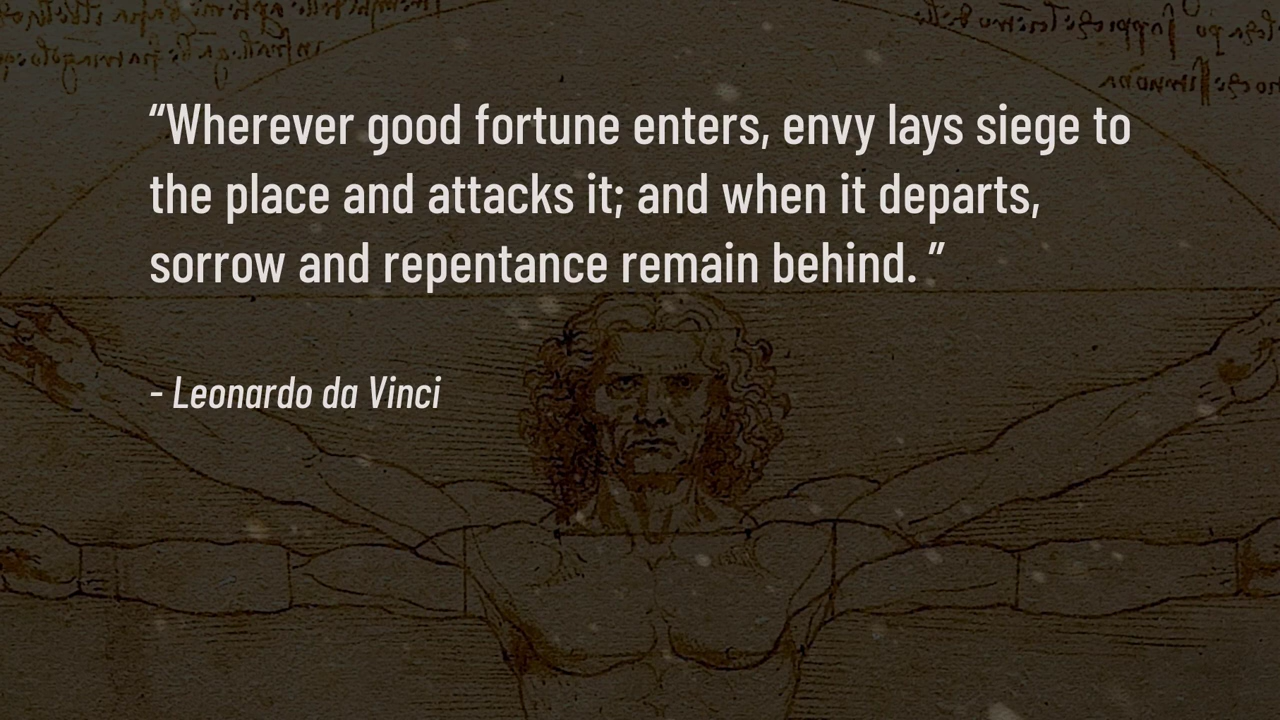 “Wherever good fortune enters, envy lays siege to
the place and attacks it; and when it departs,
sorrow and repentance remain behind. ”
- Leonardo da Vinci